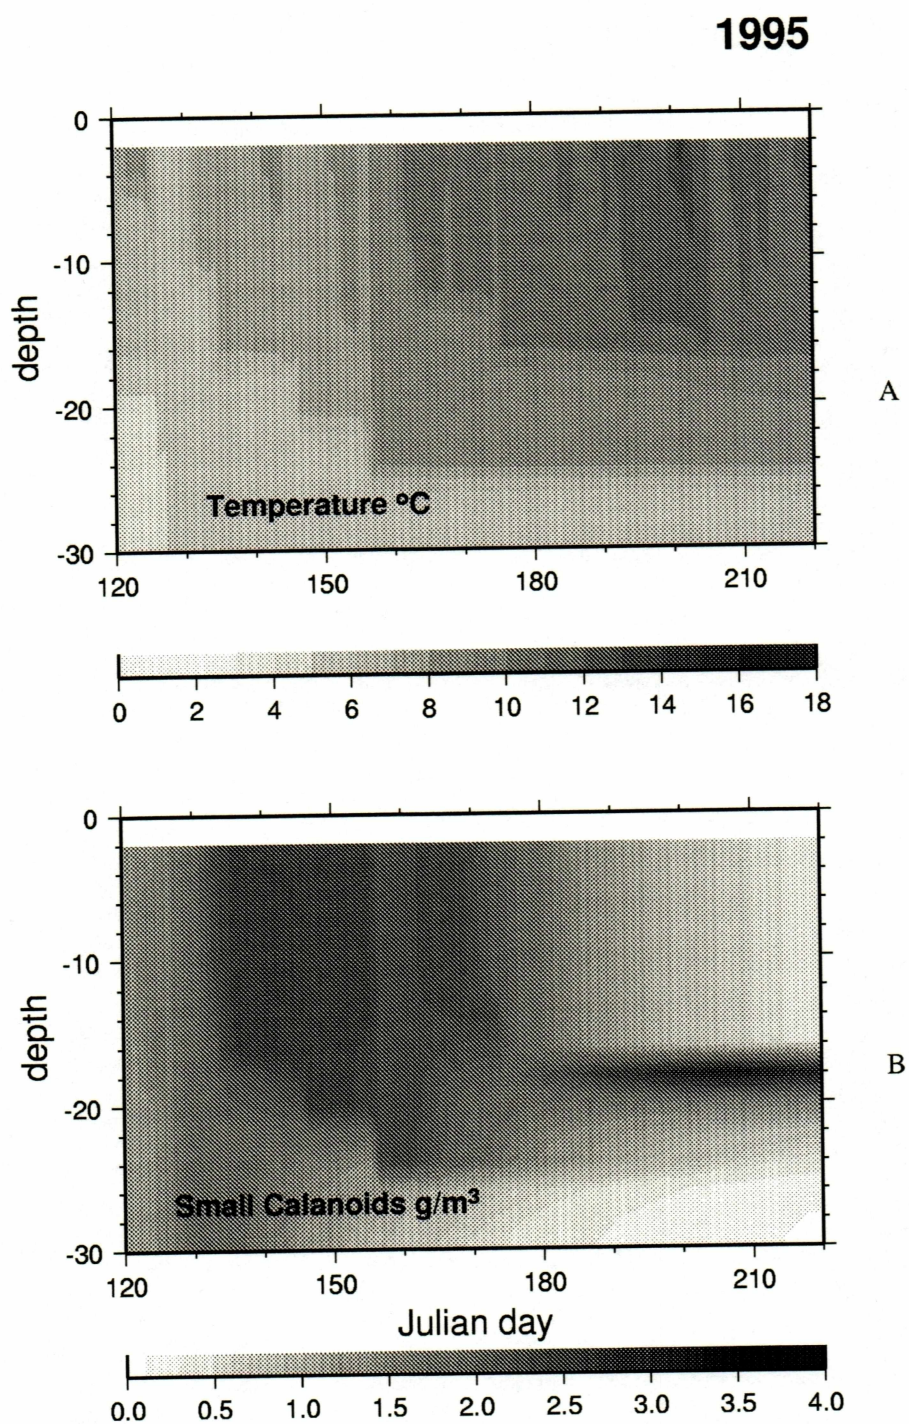 1995
0
-10
-20
-30
depth
Temperature ºC
120 150 180 210
A
0 2 4 6 8 10 12 14 16 18
0
-10
-20
-30
depth
Small Calanoids g/m³
120 150 180 210
Julian day
B
0.0 0.5 1.0 1.5 2.0 2.5 3.0 3.5 4.0